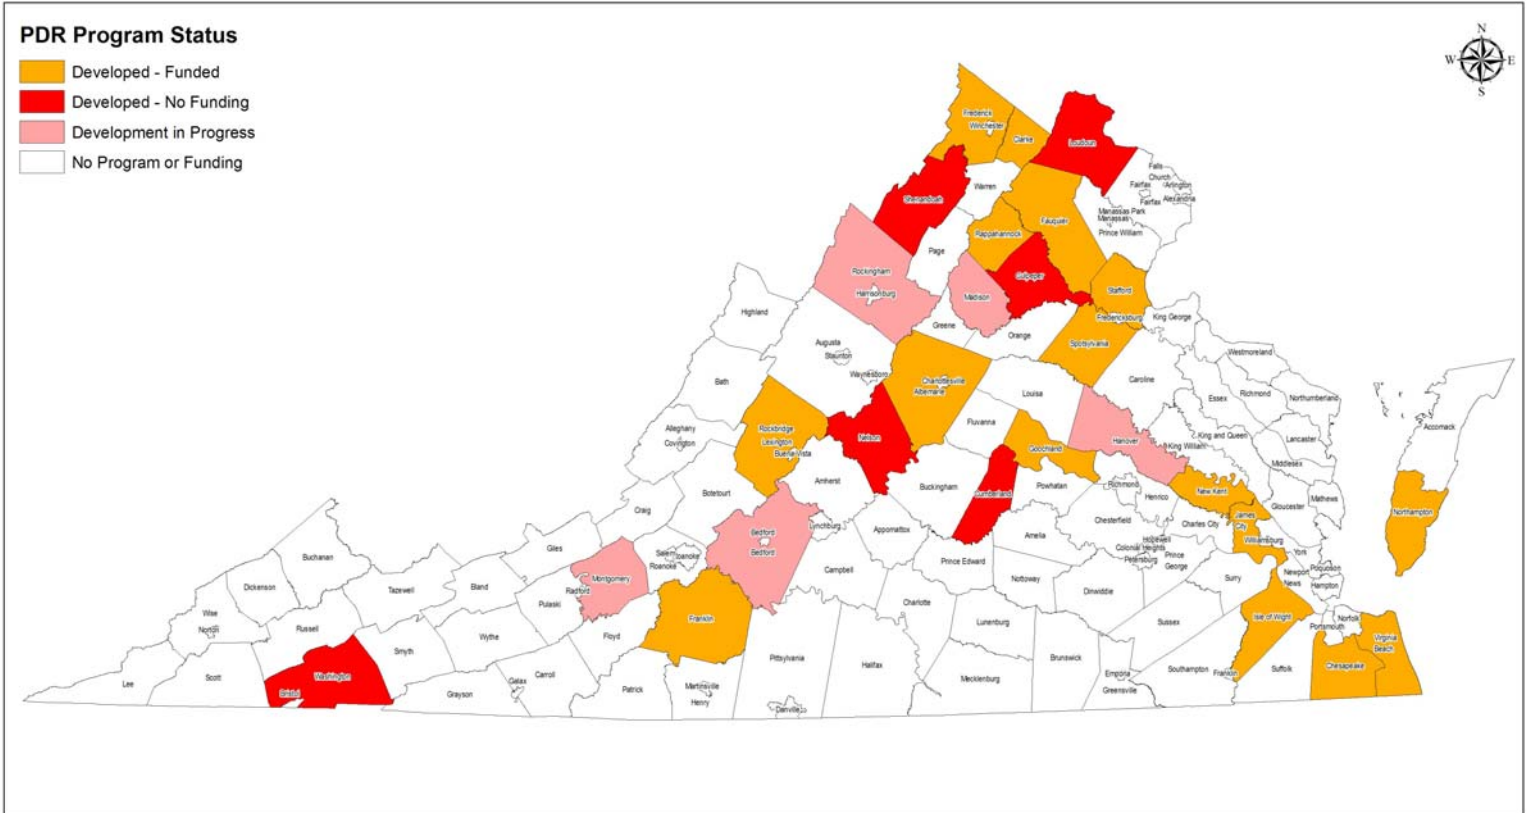 PDR Program Status
Developed - Funded
Developed - No Funding
Development in Progress
No Program or Funding
N
W
E
S
Frederick
Winchester
Clarke
Loudoun
Falls
Church
Arlington
Fairfax
Fairfax
Alexandria
Warren
Shenandoah
Manassas Park
Manassas
Prince William
Fauquier
Rappahannock
Page
Rockingham
Harrisonburg
Madison
Culpeper
Stafford
Fredericksburg
King George
Highland
Greene
Orange
Spotsylvania
Augusta
Staunton
Waynesboro
Westmoreland
Bath
Charlottesville
Albemarle
Louisa
Caroline
Essex
Richmond
Northumberland
Accomack
Alleghany
Covington
Rockbridge
Lexington
Buena Vista
Nelson
Fluvanna
Goochland
Hanover
King William
King and Queen
Lancaster
Middlesex
Botetourt
Amherst
Buckingham
Cumberland
Powhatan
Richmond
Henrico
New Kent
Gloucester
Mathews
Northampton
Craig
Bedford
Bedford
Lynchburg
Appomattox
Amelia
Chesterfield
Charles City
James
City
Williamsburg
York
Hopewell
Colonial Heights
Petersburg
Prince
George
Buchanan
Giles
Salem
Roanoke
Roanoke
Campbell
Prince Edward
Nottoway
Dinwiddie
Surry
Newport
News
Poquoson
Hampton
Dickenson
Tazewell
Bland
Montgomery
Radford
Pulaski
Wise
Norton
Russell
Wythe
Smyth
Floyd
Franklin
Charlotte
Lunenburg
Sussex
Isle of Wight
Norfolk
Portsmouth
Virginia
Beach
Chesapeake
Lee
Scott
Washington
Bristol
Grayson
Galax
Carroll
Patrick
Martinsville
Henry
Pittsylvania
Danville
Halifax
Mecklenburg
Brunswick
Emporia
Greensville
Southampton
Franklin
Suffolk